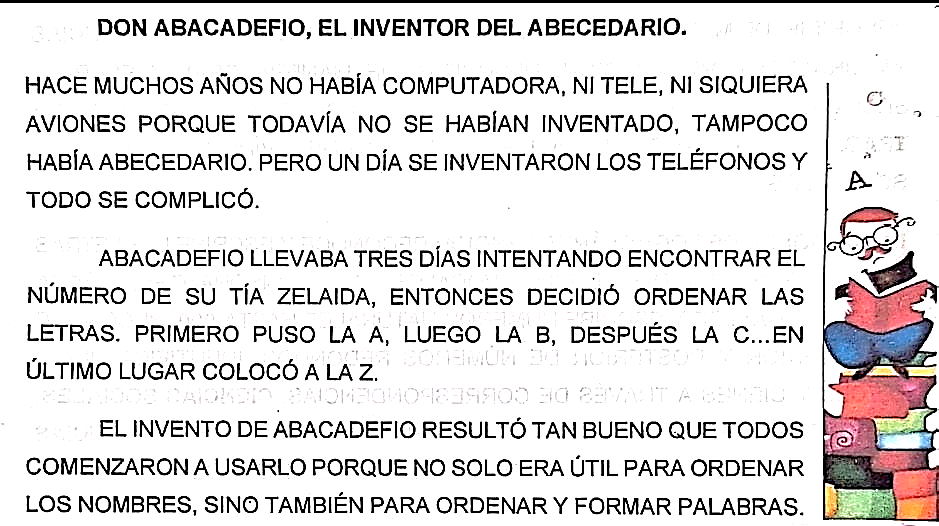 DON ABACADEFIO, EL INVENTOR DEL ABECEDARIO.
HACE MUCHOS AÑOS NO HABÍA COMPUTADORA, NI TELE, NI SIQUIERA
AVIONES PORQUE TODAVÍA NO SE HABÍAN INVENTADO, TAMPOCO
HABÍA ABECEDARIO. PERO UN DÍA SE INVENTARON LOS TELÉFONOS Y
TODO SE COMPLICÓ.
ABACADEFIO LLEVABA TRES DÍAS INTENTANDO ENCONTRAR EL
NÚMERO DE SU TÍA ZELAIDA, ENTONCES DECIDIÓ ORDENAR LAS
LETRAS. PRIMERO PUSO LA A, LUEGO LA B, DESPUÉS LA C...EN
ÚLTIMO LUGAR COLOCÓ A LA Z.
EL INVENTO DE ABACADEFIO RESULTÓ TAN BUENO QUE TODOS
COMENZARON A USARLO PORQUE NO SOLO ERA ÚTIL PARA ORDENAR
LOS NOMBRES, SINO TAMBIÉN PARA ORDENAR Y FORMAR PALABRAS.
C
A